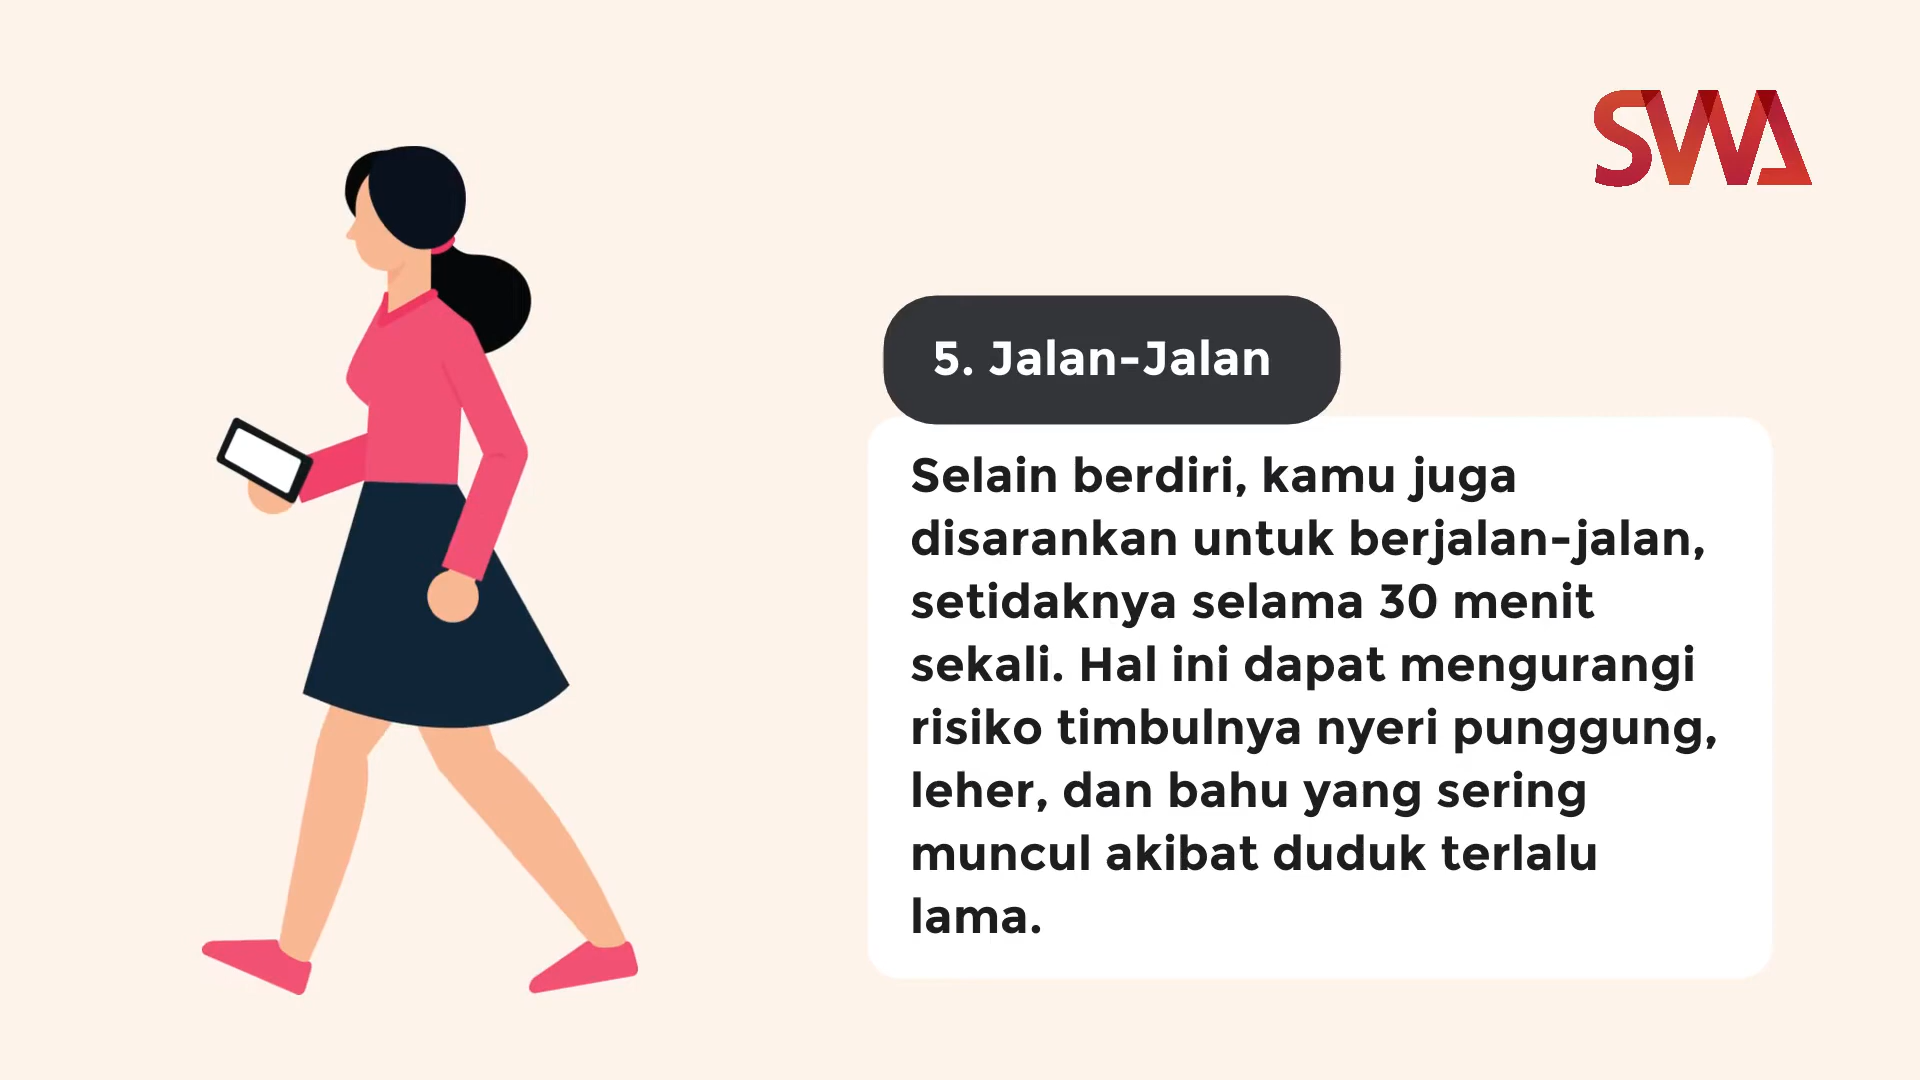 SWA
5. Jalan-Jalan
Selain berdiri, kamu juga
disarankan untuk berjalan-jalan,
setidaknya selama 30 menit
sekali. Hal ini dapat mengurangi
risiko timbulnya nyeri punggung,
leher, dan bahu yang sering
muncul akibat duduk terlalu
lama.